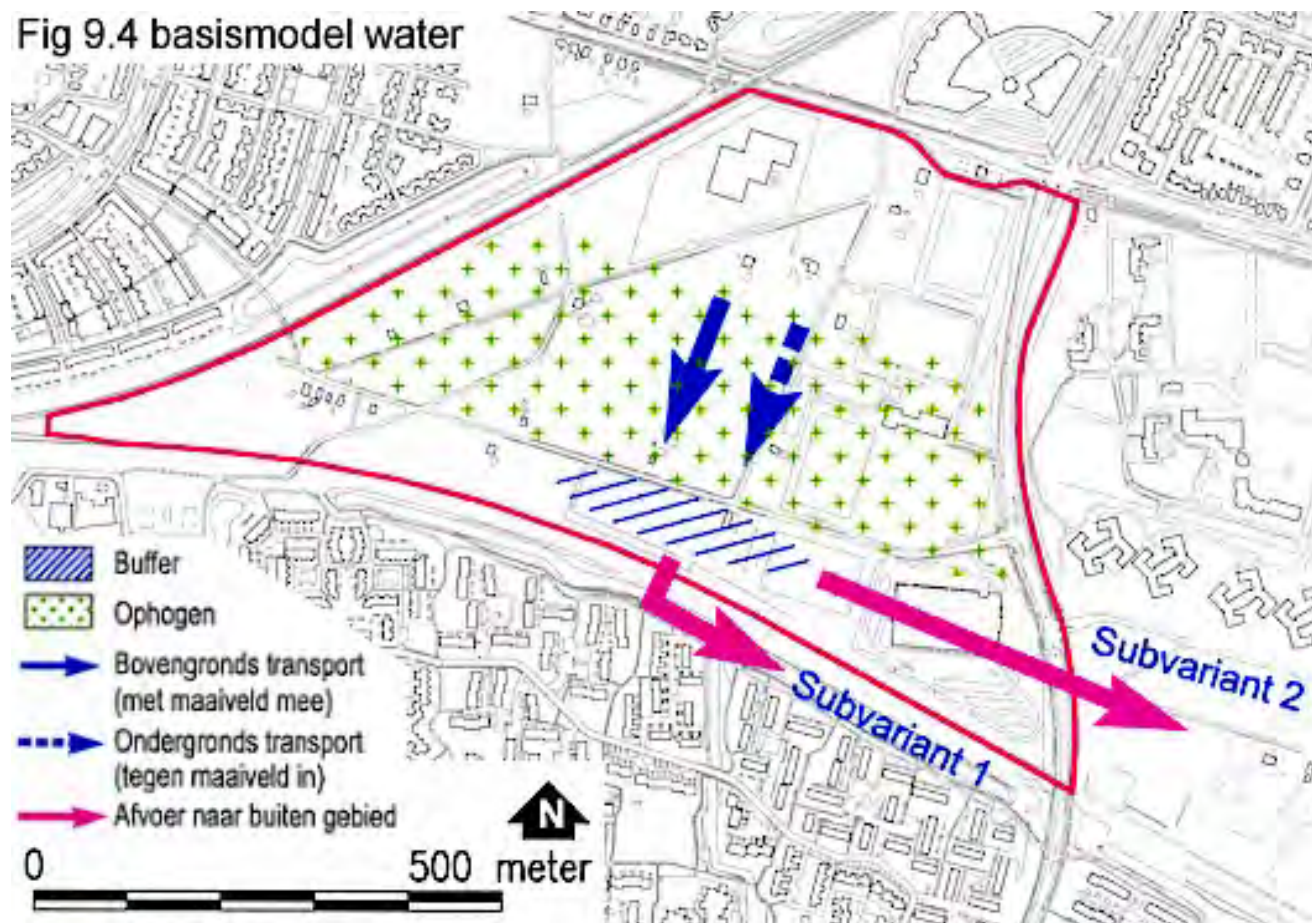 Fig 9.4 basismodel water
Buffer
Ophogen
Bovengronds transport
(met maaiveld mee)
Ondergronds transport
(tegen maaiveld in)
Afvoer naar buiten gebied
Subvariant 1
Subvariant 2
N
0 500 meter